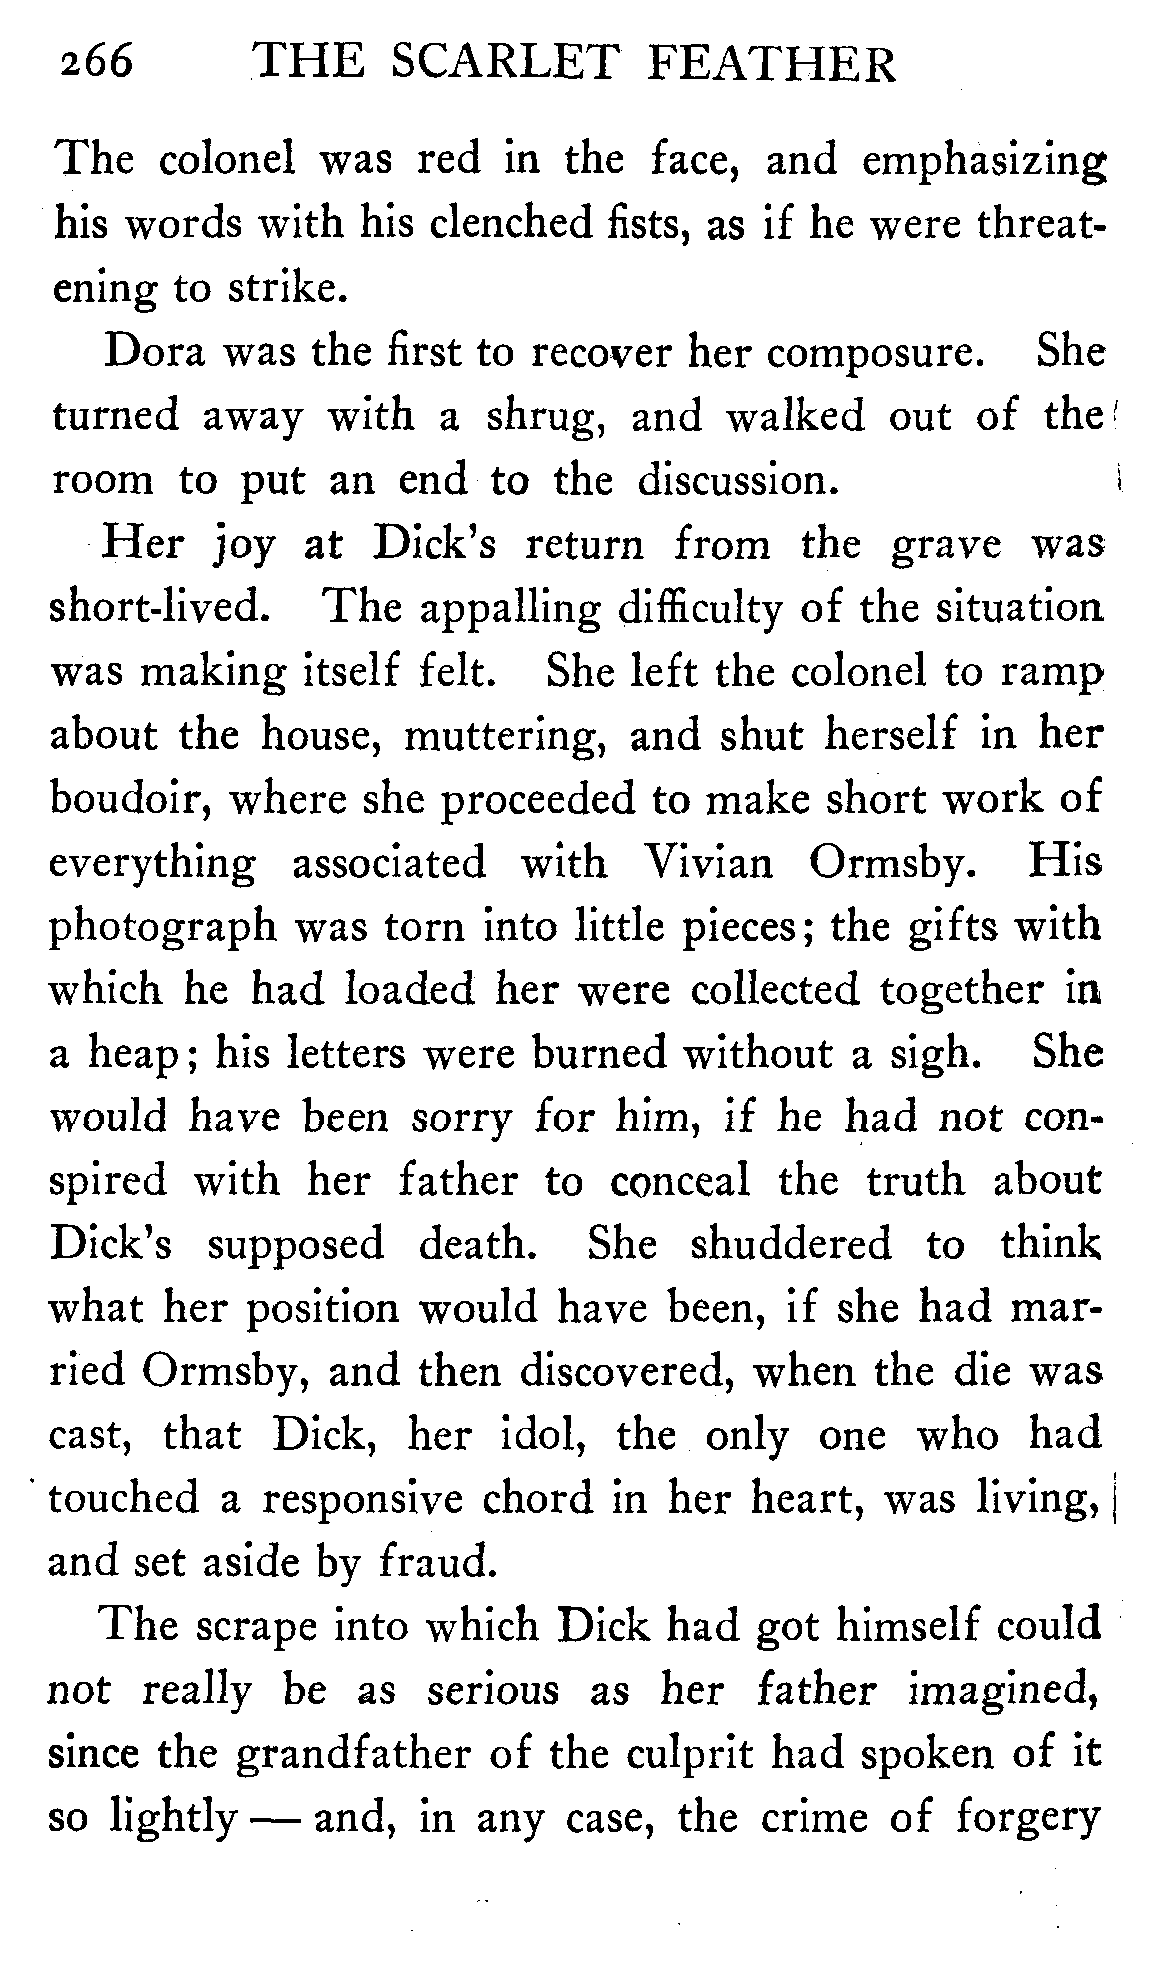 266 THE SCARLET FEATHER
The colonel was red in the face, and emphasizing
his words with his clenched fists, as if he were threat-
ening to strike.
Dora was the first to recover her composure. She
turned away with a shrug, and walked out of the
room to put an end to the discussion.
Her joy at Dick's return from the grave was
short-lived. The appalling difficulty of the situation
was making itself felt. She left the colonel to ramp
about the house, muttering, and shut herself in her
boudoir, where she proceeded to make short work of
everything associated with Vivian Ormsby. His
photograph was torn into little pieces; the gifts with
which he had loaded her were collected together in
a heap; his letters were burned without a sigh. She
would have been sorry for him, if he had not con-
spired with her father to conceal the truth about
Dick's supposed death. She shuddered to think
what her position would have been, if she had mar-
ried Ormsby, and then discovered, when the die was
cast, that Dick, her idol, the only one who had
touched a responsive chord in her heart, was living,
and set aside by fraud.
The scrape into which Dick had got himself could
not really be as serious as her father imagined,
since the grandfather of the culprit had spoken of it
so lightly — and, in any case, the crime of forgery